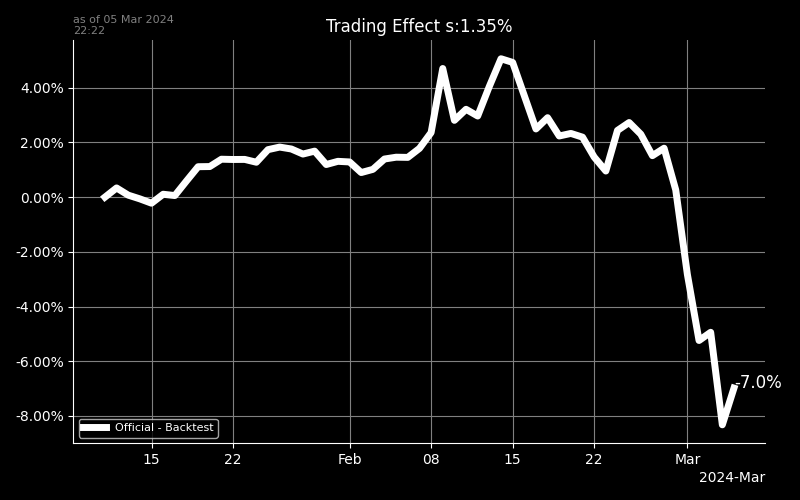 as of 05 Mar 2024
22:22
Trading Effect s:1.35%
4.00%
2.00%
0.00%
-2.00%
-4.00%
-6.00%
-8.00%
-7.0%
Official - Backtest
15 22 Feb 08 15 22 Mar
2024-Mar